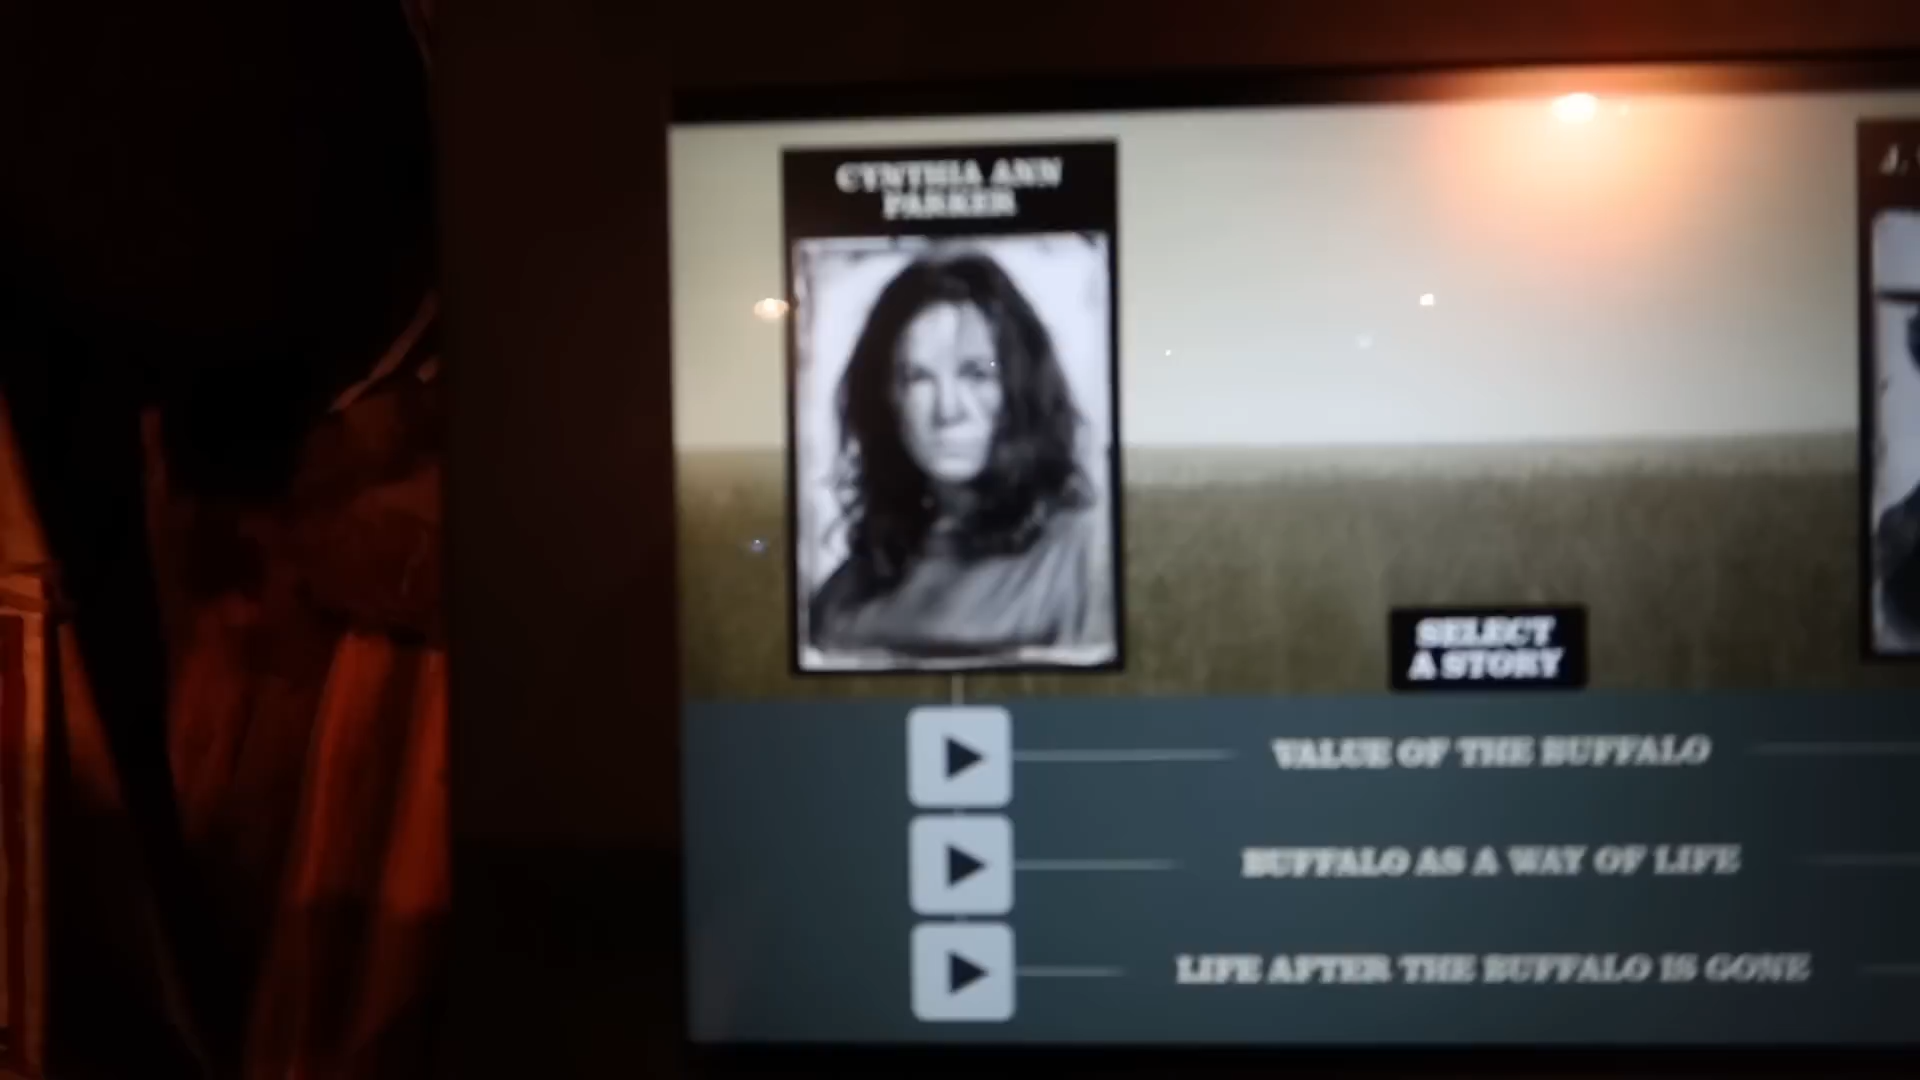 CYNTHIA ANN
PARKER
J.
SELECT
A STORY
VALUE OF THE BUFFALO
BUFFALO AS A WAY OF LIFE
LIFE AFTER THE BUFFALO IS GONE